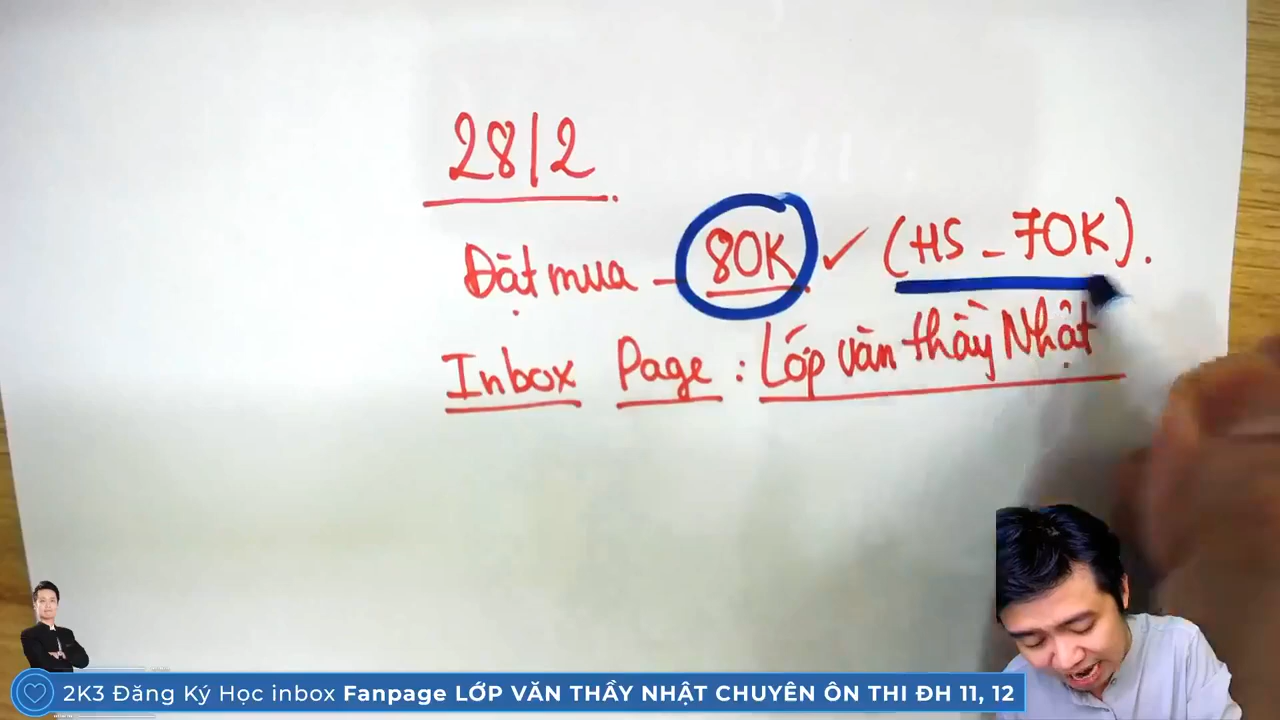 28/2
Đặt mua - 80K ✓ (HS - 70K).
Inbox Page : Lớp văn thầy Nhật
2K3 Đăng Ký Học inbox Fanpage LỚP VĂN THẦY NHẬT CHUYÊN ÔN THI ĐH 11, 12